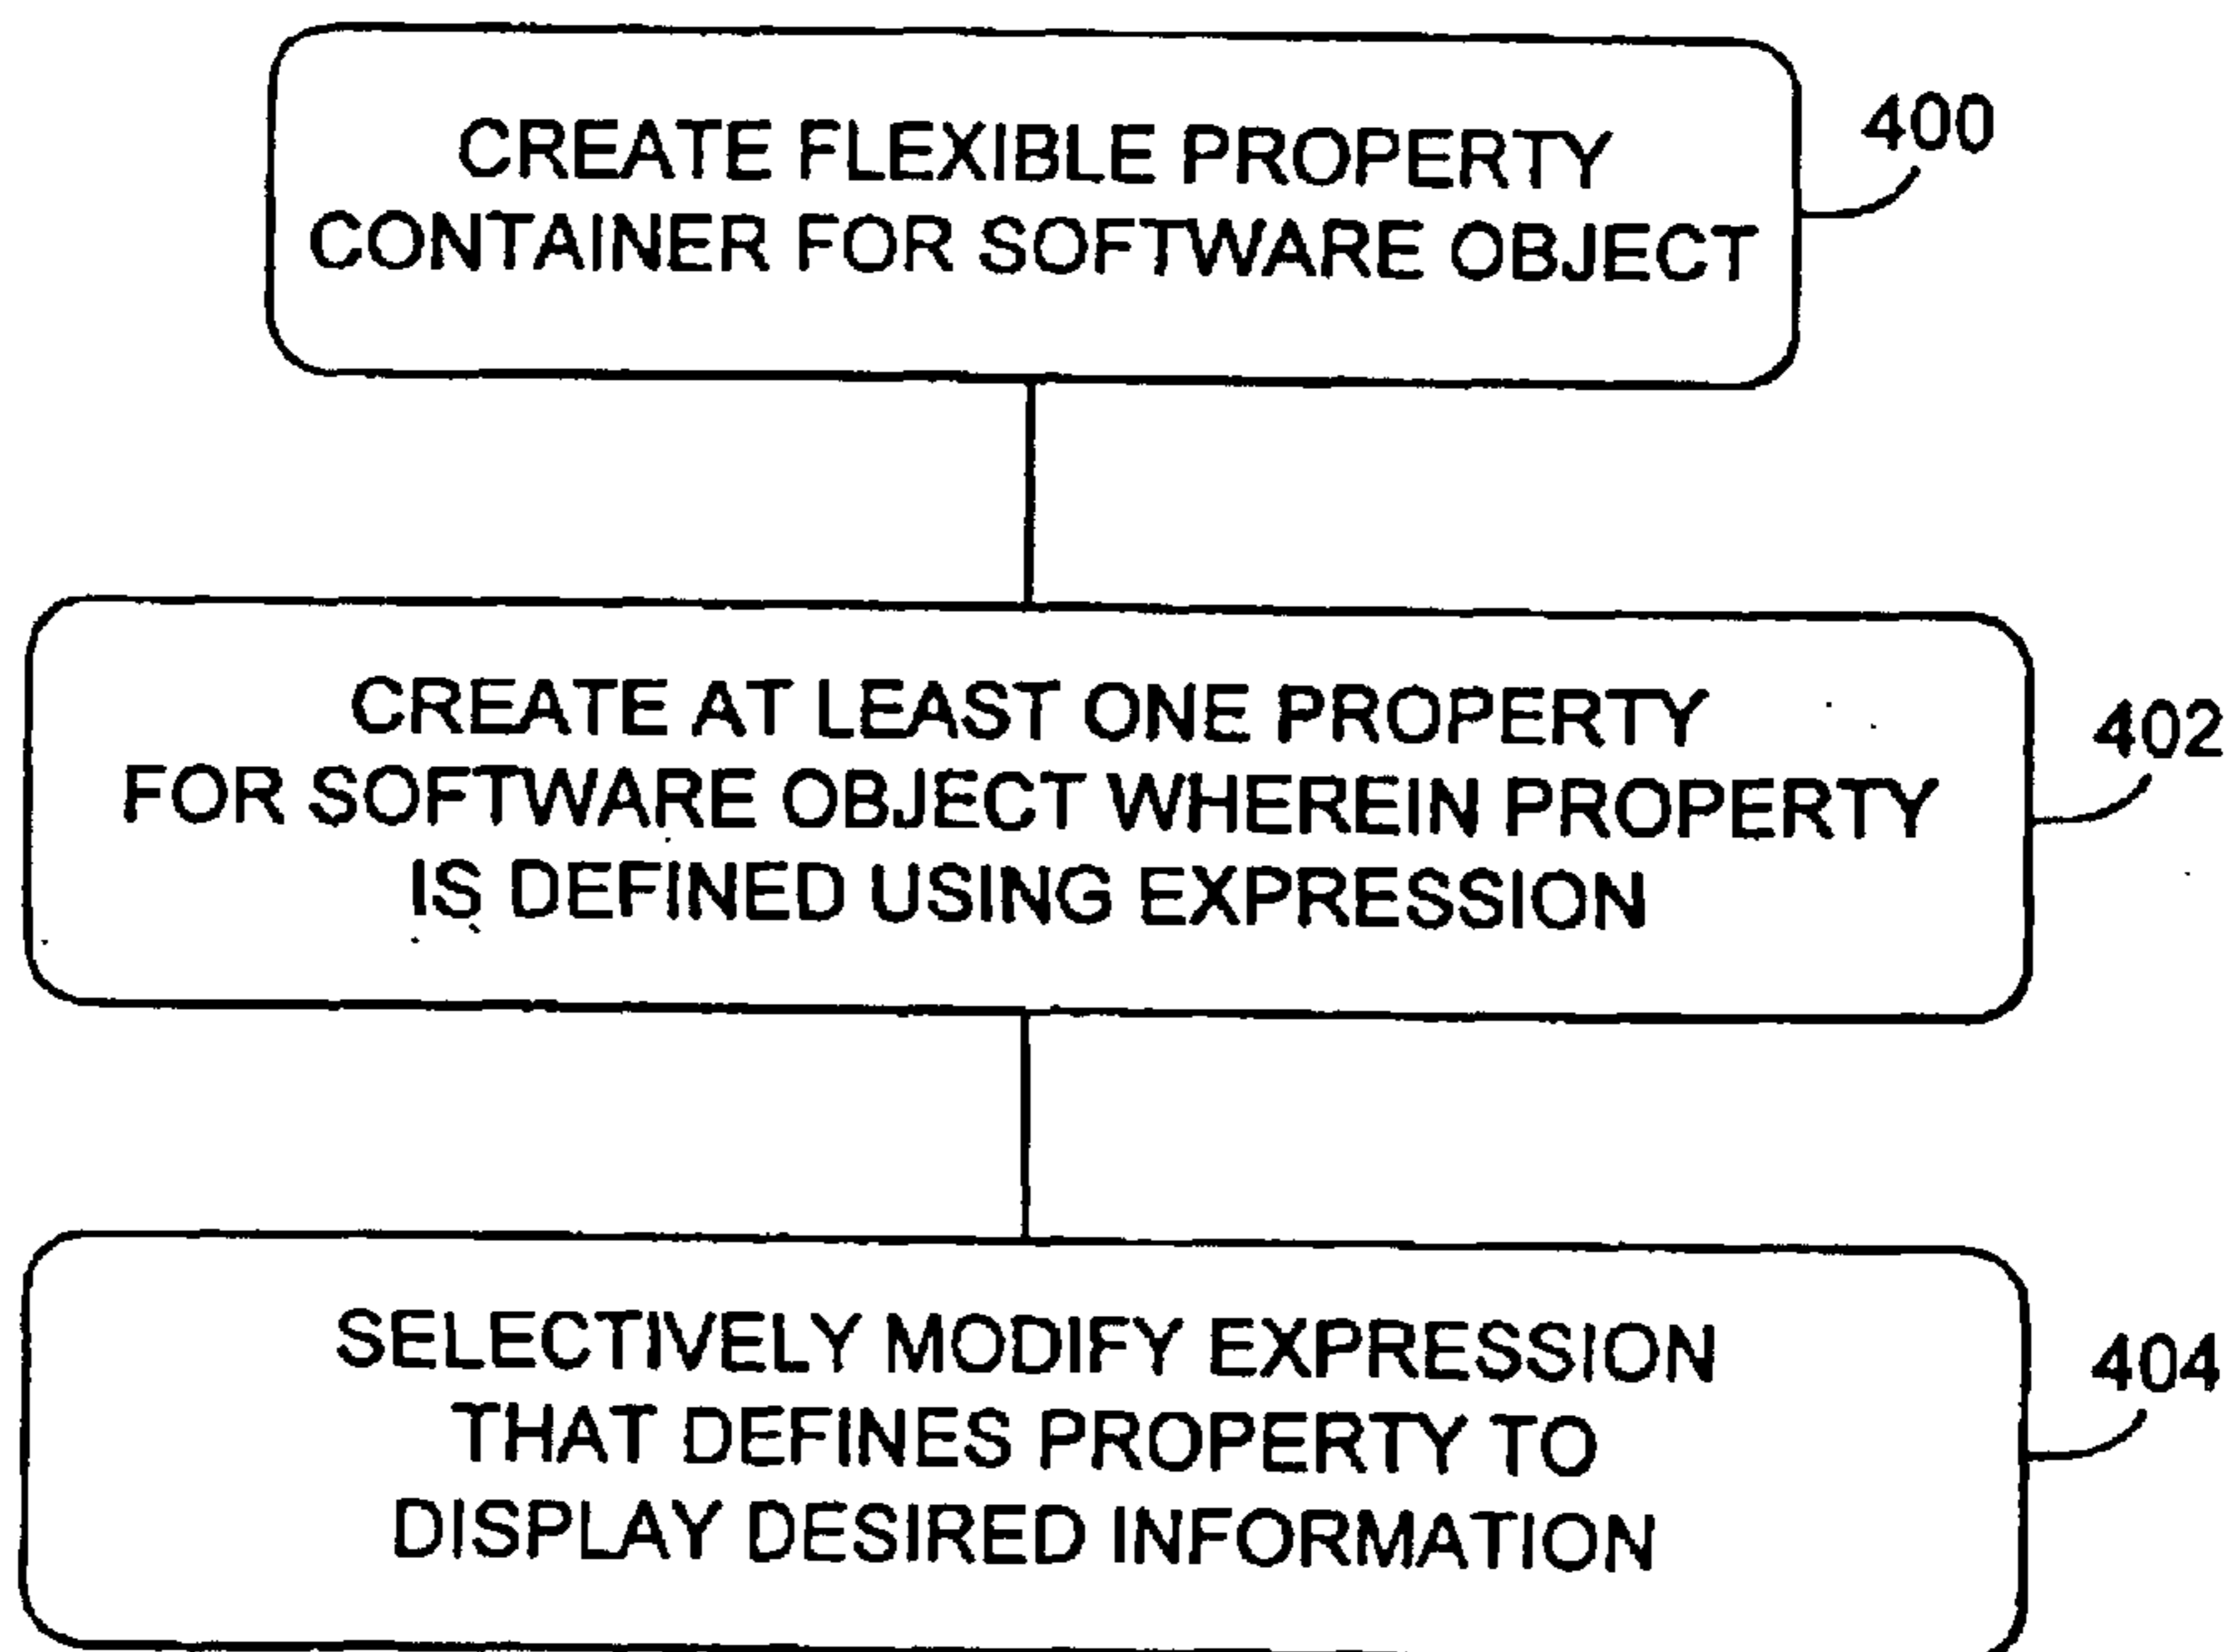 CREATE FLEXIBLE PROPERTY
CONTAINER FOR SOFTWARE OBJECT
400
CREATE AT LEAST ONE PROPERTY
FOR SOFTWARE OBJECT WHEREIN PROPERTY
IS DEFINED USING EXPRESSION
402
SELECTIVELY MODIFY EXPRESSION
THAT DEFINES PROPERTY TO
DISPLAY DESIRED INFORMATION
404